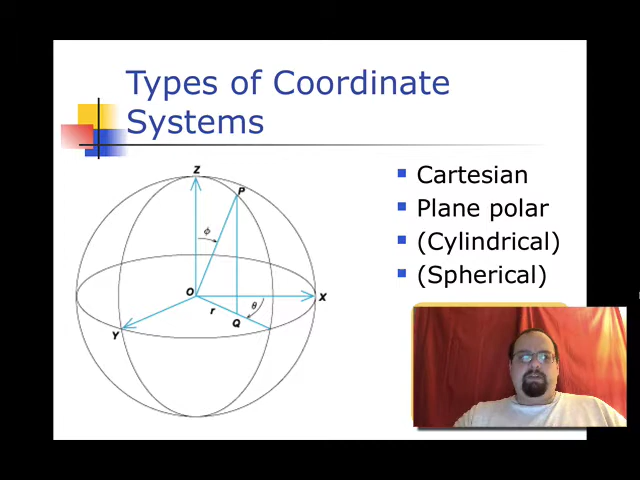 Types of Coordinate
Systems
Cartesian
Plane polar
(Cylindrical)
(Spherical)
Z
P
φ
O
X
θ
r
Q
Y